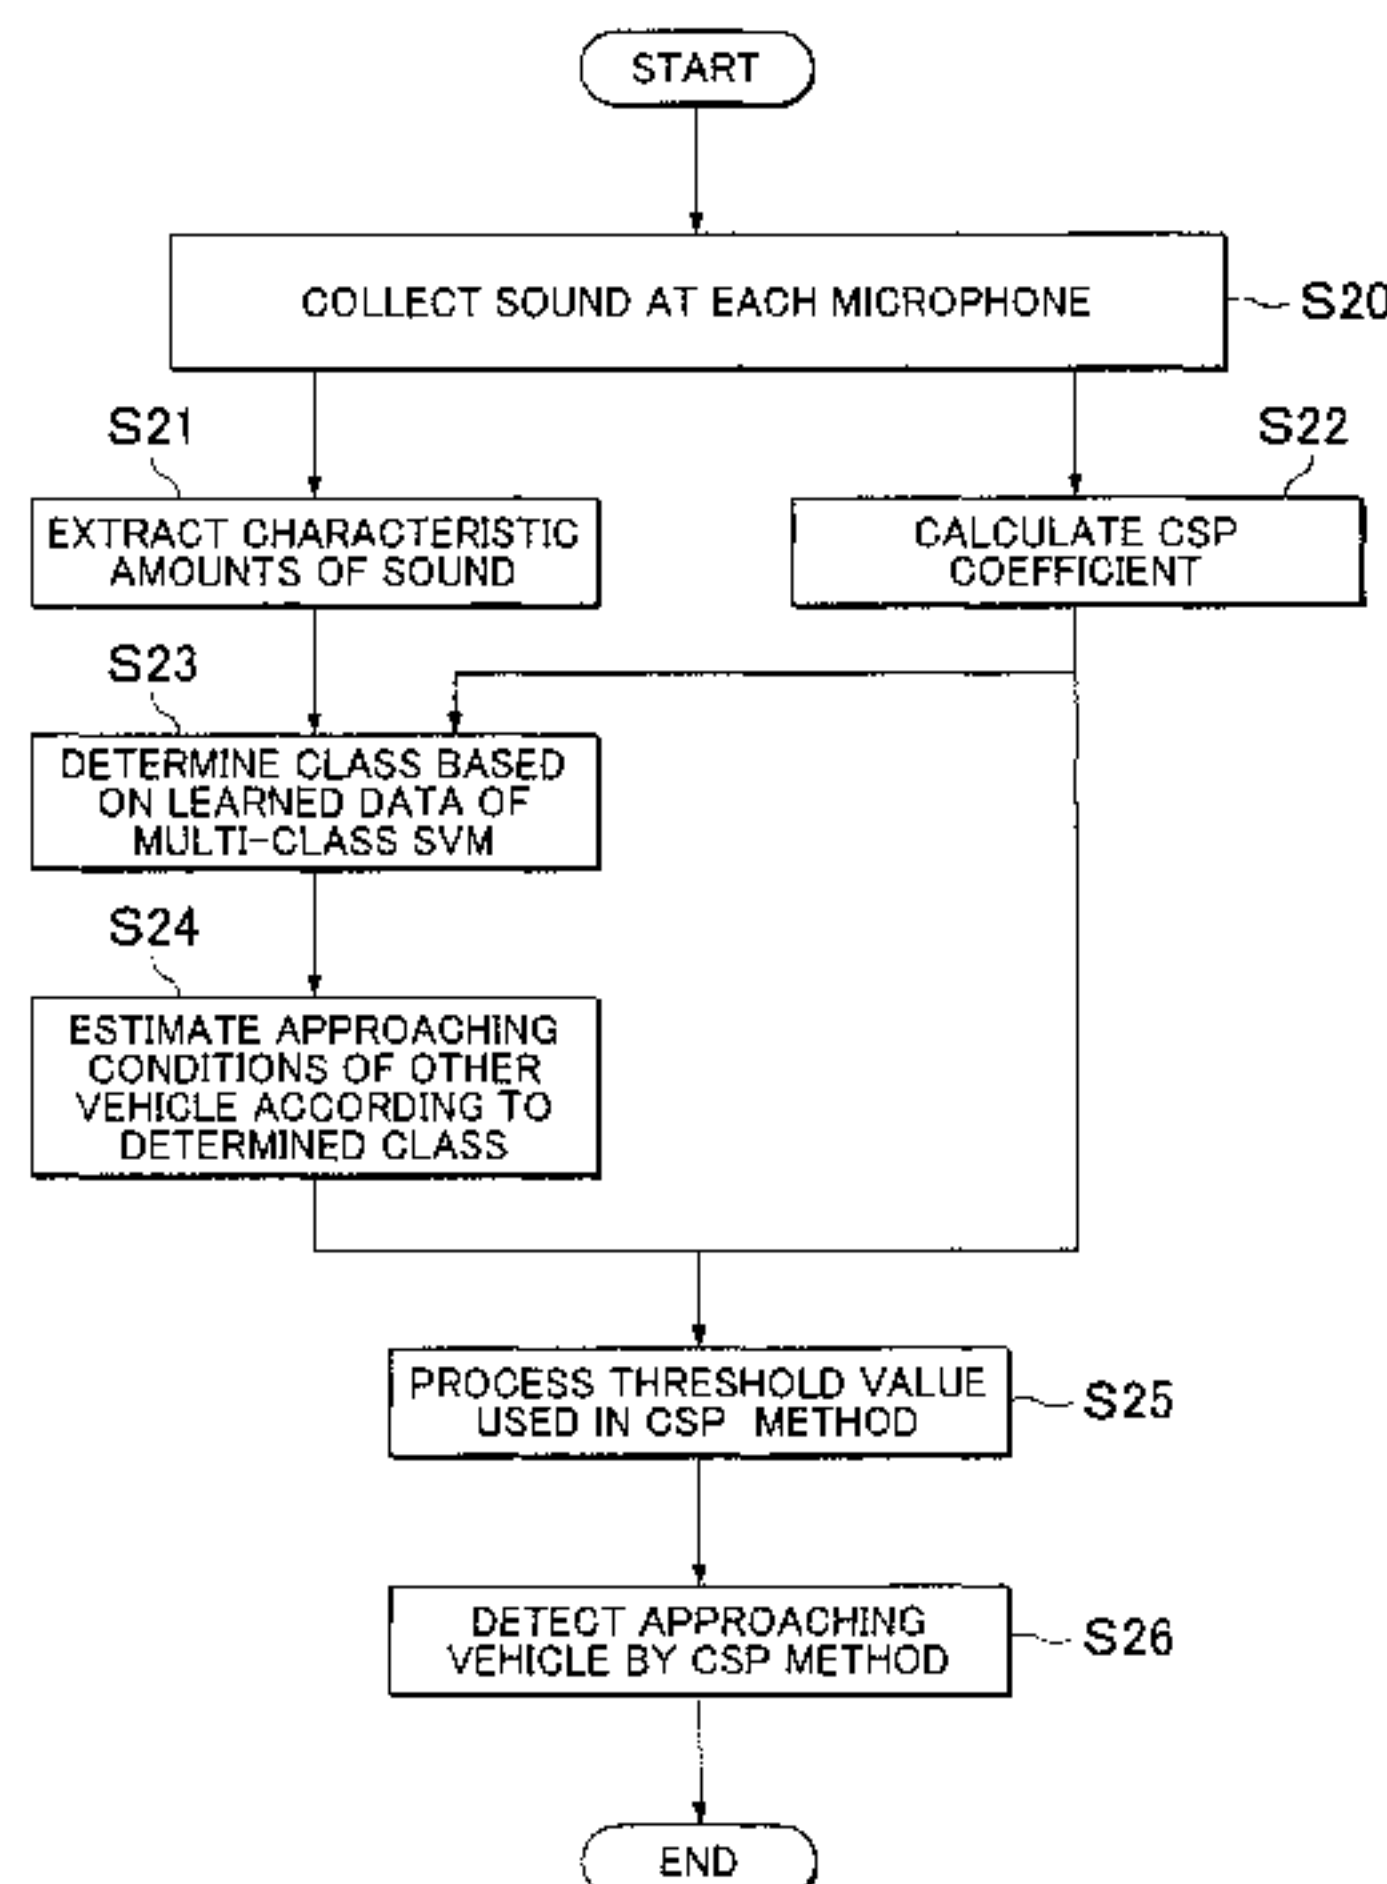 START
COLLECT SOUND AT EACH MICROPHONE
S20
S21
S22
EXTRACT CHARACTERISTIC
AMOUNTS OF SOUND
CALCULATE CSP
COEFFICIENT
S23
DETERMINE CLASS BASED
ON LEARNED DATA OF
MULTI-CLASS SVM
S24
ESTIMATE APPROACHING
CONDITIONS OF OTHER
VEHICLE ACCORDING TO
DETERMINED CLASS
PROCESS THRESHOLD VALUE
USED IN CSP METHOD
S25
DETECT APPROACHING
VEHICLE BY CSP METHOD
S26
END